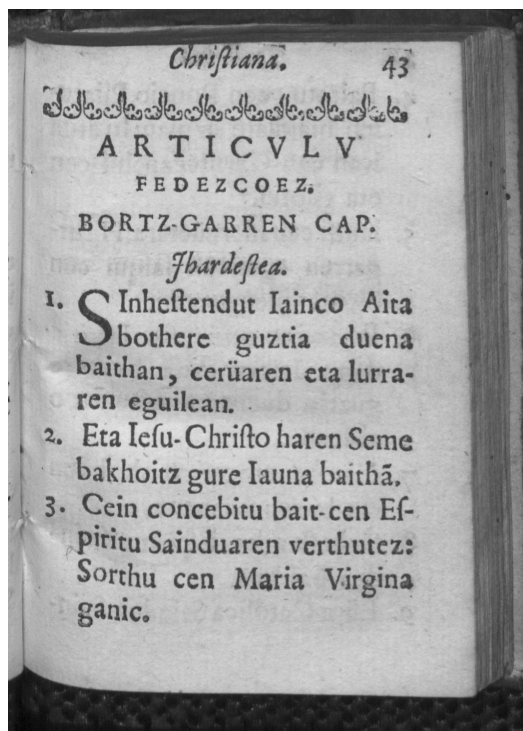 Chriſtiana. 43
ARTICVLV
FEDEZCOEZ.
BORTZ-GARREN CAP.
Jhardeſtea.
1. SInheſtendut Iainco Aita
bothere guztia duena
baithan, cerüaren eta lurra-
ren eguilean.
2. Eta Ieſu-Chriſto haren Seme
bakhoitz gure Iauna baithã.
3. Cein concebitu bait-cen Eſ-
piritu Sainduaren verthutez:
Sorthu cen Maria Virgina
ganic.